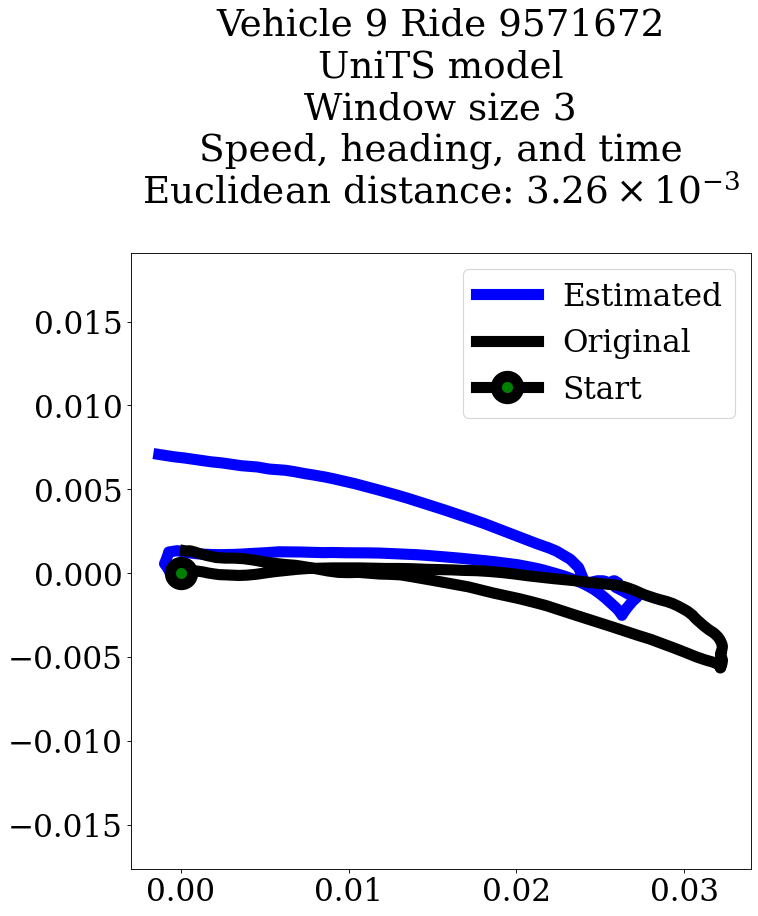 Vehicle 9 Ride 9571672
UniTS model
Window size 3
Speed, heading, and time
Euclidean distance: 3.26 × 10⁻³
Estimated
Original
Start
0.015
0.010
0.005
0.000
−0.005
−0.010
−0.015
0.00 0.01 0.02 0.03